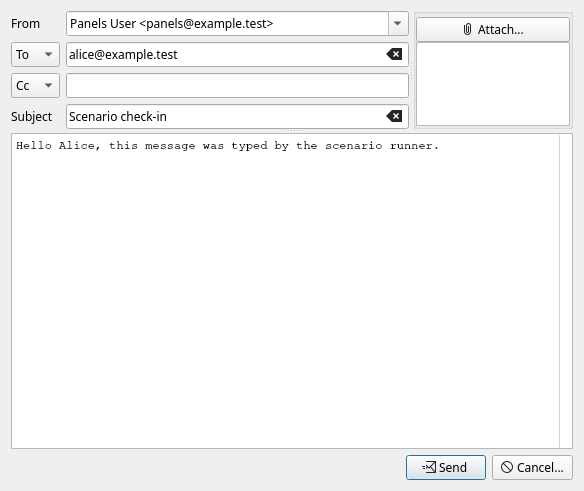 From Panels User <panels@example.test>
Attach...
To alice@example.test
Cc
Subject Scenario check-in
Hello Alice, this message was typed by the scenario runner.
Send Cancel...